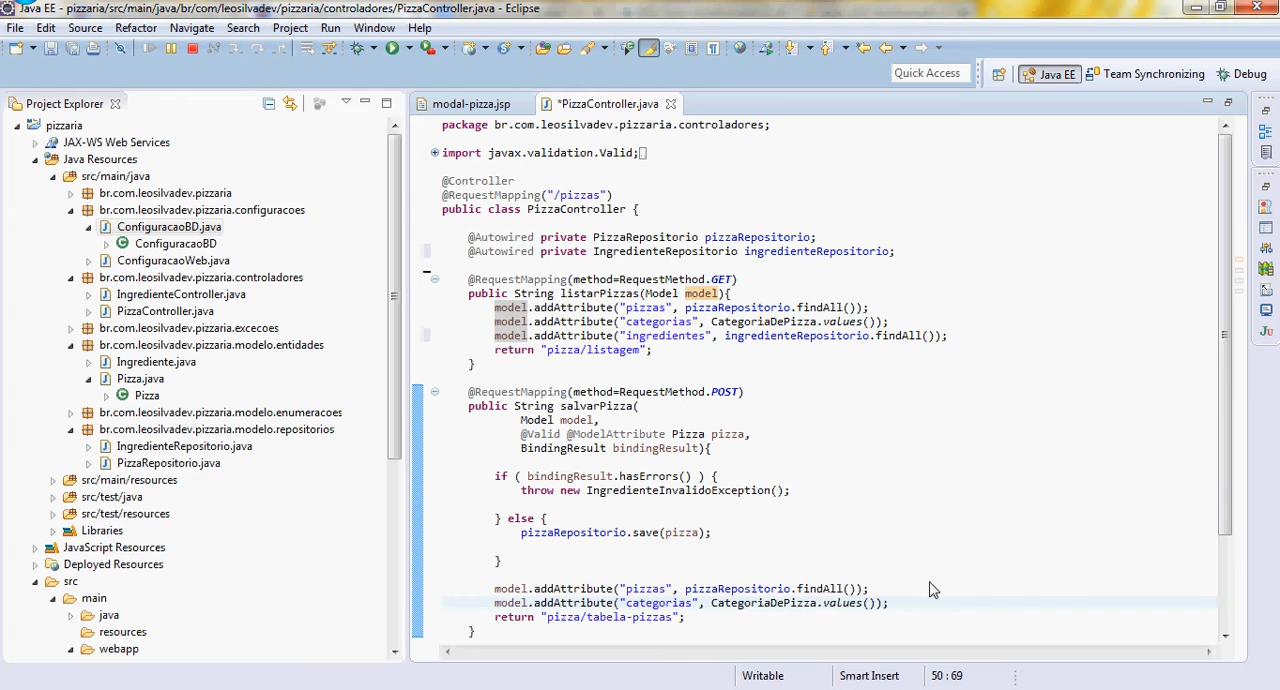 Java EE - pizzaria/src/main/java/br/com/leosilvadev/pizzaria/controladores/PizzaController.java - Eclipse
File Edit Source Refactor Navigate Search Project Run Window Help
Quick Access
Java EE
Team Synchronizing
Debug
Project Explorer
pizzaria
JAX-WS Web Services
Java Resources
src/main/java
br.com.leosilvadev.pizzaria
br.com.leosilvadev.pizzaria.configuracoes
ConfiguracaoBD.java
ConfiguracaoBD
ConfiguracaoWeb.java
br.com.leosilvadev.pizzaria.controladores
IngredienteController.java
PizzaController.java
br.com.leosilvadev.pizzaria.excecoes
br.com.leosilvadev.pizzaria.modelo.entidades
Ingrediente.java
Pizza.java
Pizza
br.com.leosilvadev.pizzaria.modelo.enumeracoes
br.com.leosilvadev.pizzaria.modelo.repositorios
IngredienteRepositorio.java
PizzaRepositorio.java
src/main/resources
src/test/java
src/test/resources
Libraries
JavaScript Resources
Deployed Resources
src
main
java
resources
webapp
modal-pizza.jsp
*PizzaController.java
package br.com.leosilvadev.pizzaria.controladores;
import javax.validation.Valid;
@Controller
@RequestMapping("/pizzas")
public class PizzaController {
@Autowired private PizzaRepositorio pizzaRepositorio;
@Autowired private IngredienteRepositorio ingredienteRepositorio;
@RequestMapping(method=RequestMethod.GET)
public String listarPizzas(Model model){
model.addAttribute("pizzas", pizzaRepositorio.findAll());
model.addAttribute("categorias", CategoriaDePizza.values());
model.addAttribute("ingredientes", ingredienteRepositorio.findAll());
return "pizza/listagem";
}
@RequestMapping(method=RequestMethod.POST)
public String salvarPizza(
Model model,
@Valid @ModelAttribute Pizza pizza,
BindingResult bindingResult){
if ( bindingResult.hasErrors() ) {
throw new IngredienteInvalidoException();
} else {
pizzaRepositorio.save(pizza);
}
model.addAttribute("pizzas", pizzaRepositorio.findAll());
model.addAttribute("categorias", CategoriaDePizza.values());
return "pizza/tabela-pizzas";
}
Ju
Writable
Smart Insert
50 : 69